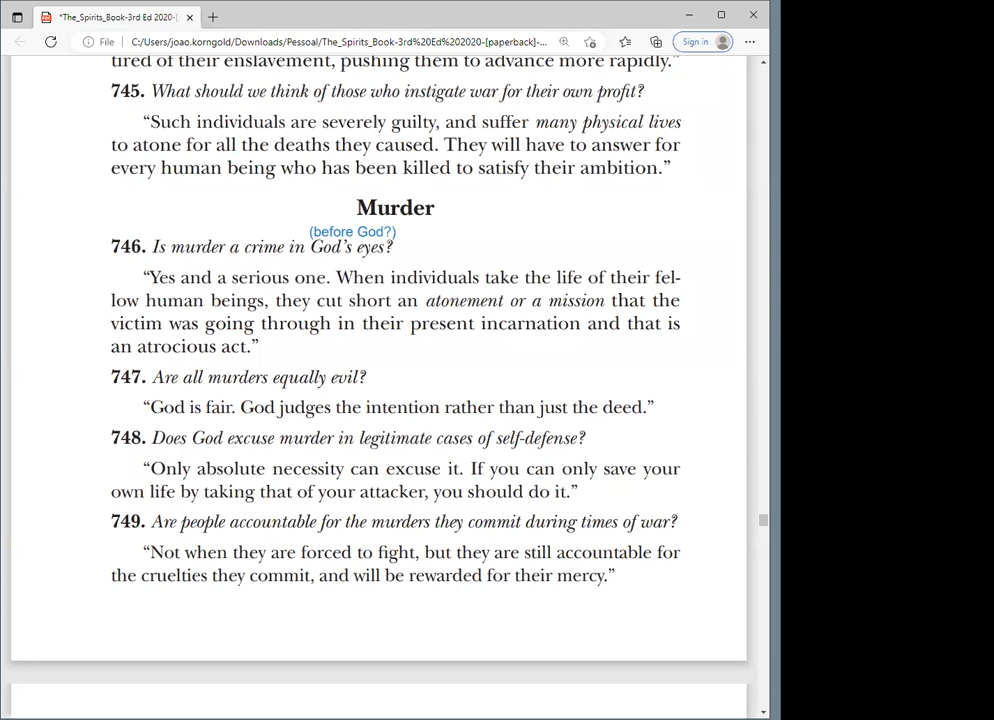 *The_Spirits_Book-3rd Ed 2020-[
File
C:/Users/joao.korngold/Downloads/Pessoal/The_Spirits_Book-3rd%20Ed%202020-[paperback]-...
Sign in
tired of their enslavement, pushing them to advance more rapidly.”
745. What should we think of those who instigate war for their own profit?
“Such individuals are severely guilty, and suffer many physical lives
to atone for all the deaths they caused. They will have to answer for
every human being who has been killed to satisfy their ambition.”
Murder
(before God?)
746. Is murder a crime in God’s eyes?
“Yes and a serious one. When individuals take the life of their fel-
low human beings, they cut short an atonement or a mission that the
victim was going through in their present incarnation and that is
an atrocious act.”
747. Are all murders equally evil?
“God is fair. God judges the intention rather than just the deed.”
748. Does God excuse murder in legitimate cases of self-defense?
“Only absolute necessity can excuse it. If you can only save your
own life by taking that of your attacker, you should do it.”
749. Are people accountable for the murders they commit during times of war?
“Not when they are forced to fight, but they are still accountable for
the cruelties they commit, and will be rewarded for their mercy.”